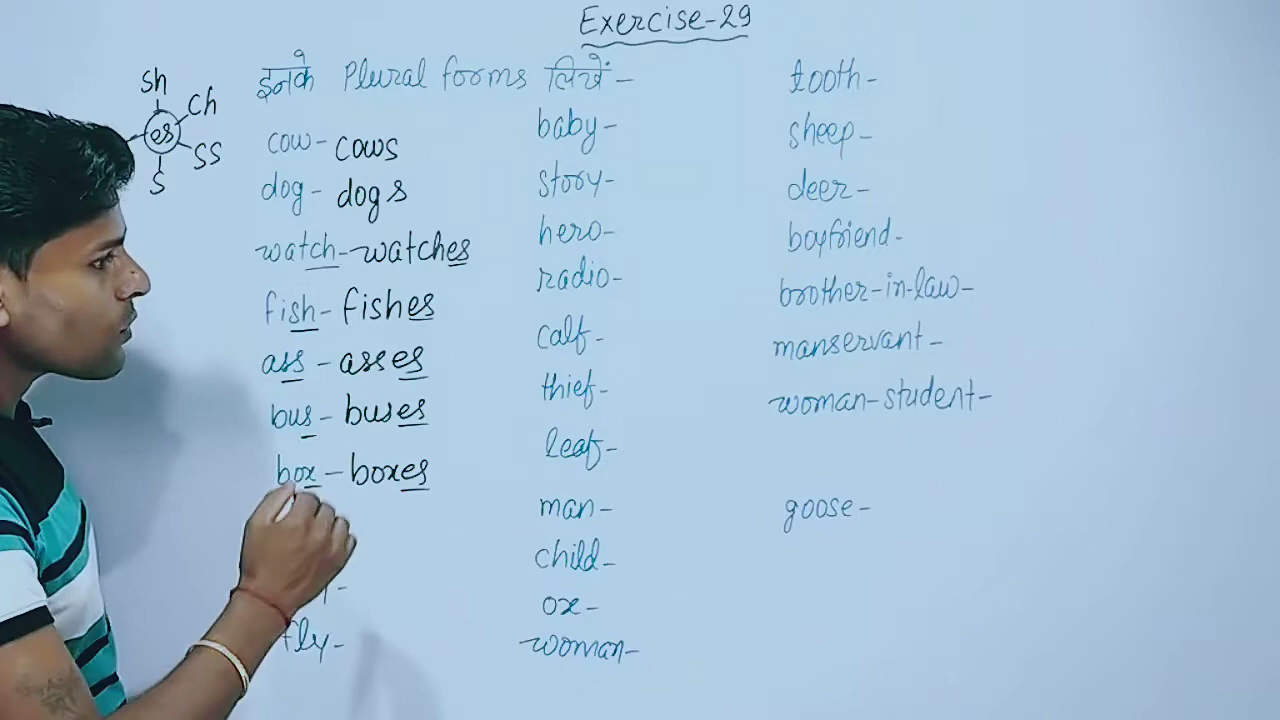 Exercise-29
इनके Plural forms लिखें-
sh
ch
es
ss
s
cow- cows
dog- dogs
watch- watches
fish- fishes
ass - asses
bus- buses
box - boxes
fly-
baby-
story-
hero-
radio-
calf-
thief-
leaf-
man-
child-
ox-
woman-
tooth-
sheep-
deer-
boyfriend-
brother-in-law-
manservant-
woman-student-
goose-